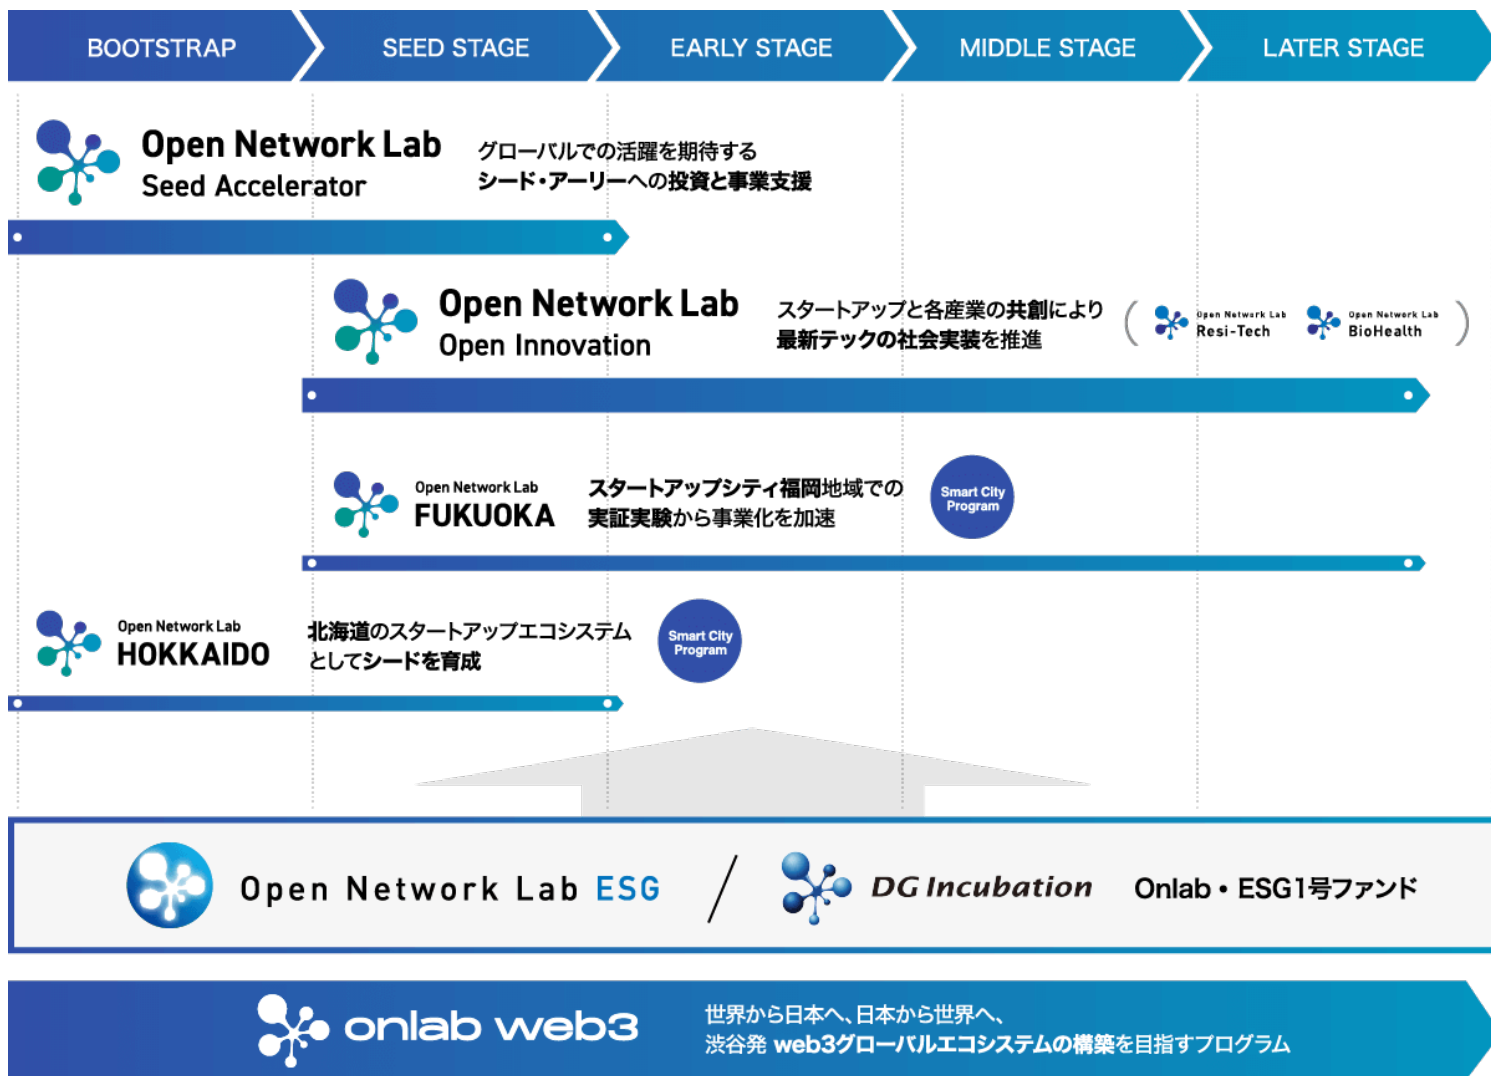 BOOTSTRAP
SEED STAGE
EARLY STAGE
MIDDLE STAGE
LATER STAGE
Open Network Lab
Seed Accelerator
グローバルでの活躍を期待する
シード・アーリーへの投資と事業支援
Open Network Lab
Open Innovation
スタートアップと各産業の共創により
最新テックの社会実装を推進
(
Open Network Lab
Resi-Tech
Open Network Lab
BioHealth
)
Open Network Lab
FUKUOKA
スタートアップシティ福岡地域での
実証実験から事業化を加速
Smart City
Program
Open Network Lab
HOKKAIDO
北海道のスタートアップエコシステム
としてシードを育成
Smart City
Program
Open Network Lab ESG / DG Incubation Onlab・ESG1号ファンド
onlab web3
世界から日本へ、日本から世界へ、
渋谷発 web3グローバルエコシステムの構築を目指すプログラム